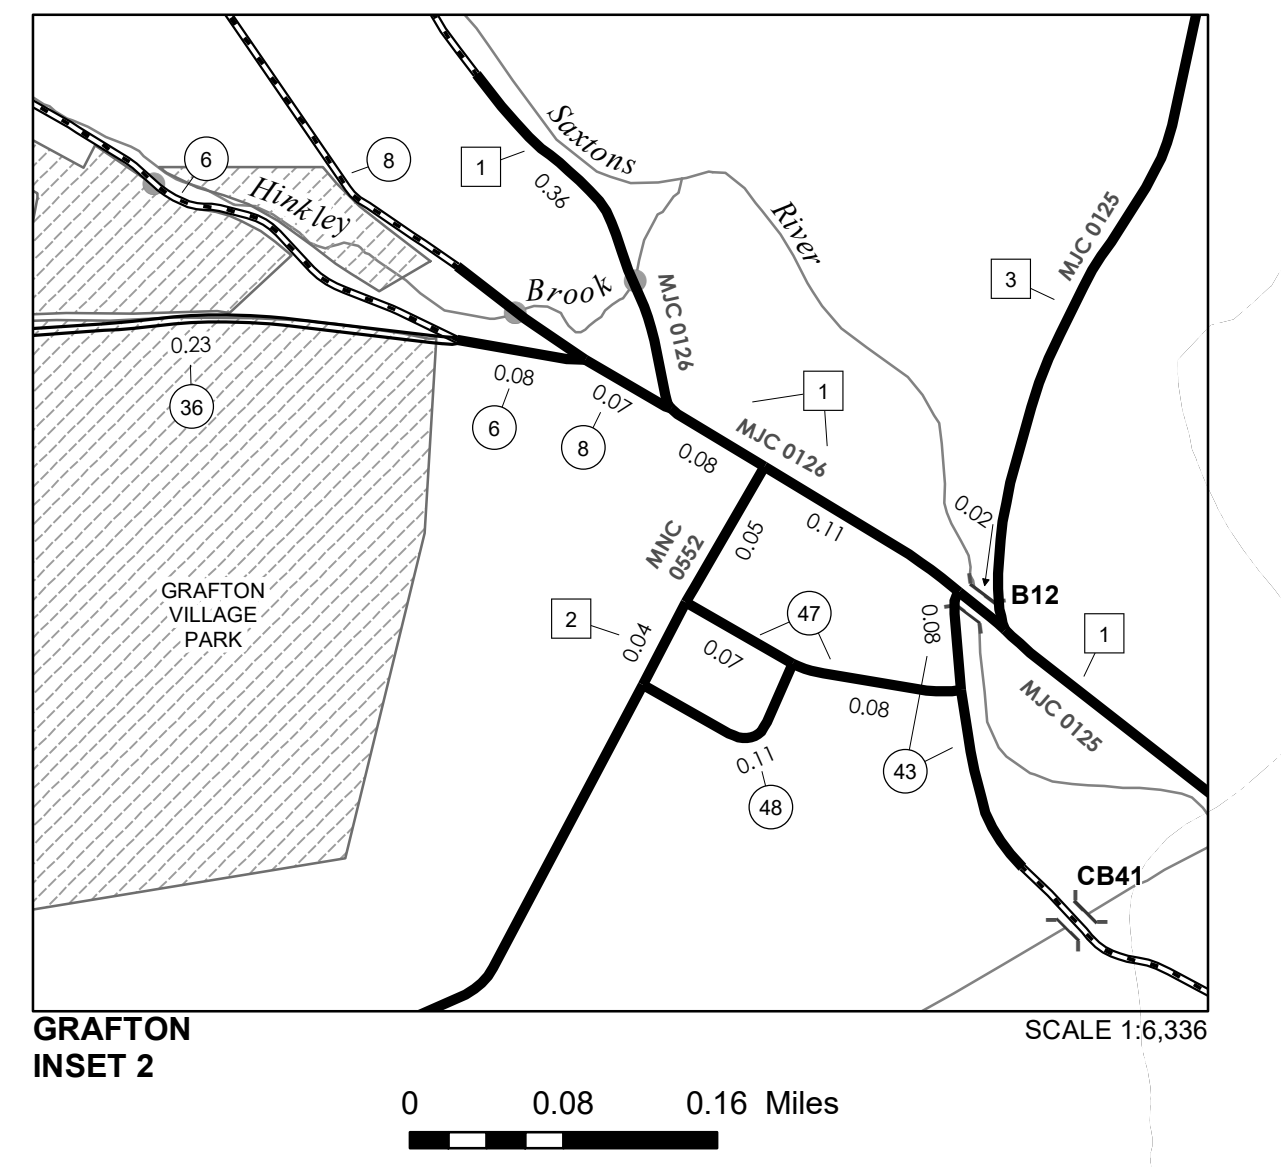 Saxtons
6
8
1
0.36
Hinkley
River
MJC 0125
3
Brook
MJC 0126
0.23
36
0.08
6
0.07
8
1
MJC 0126
0.08
0.11
0.02
MNC
0552
0.05
B12
GRAFTON
VILLAGE
PARK
2
0.04
47
0.08
1
0.07
0.08
MJC 0125
0.11
48
43
CB41
GRAFTON
INSET 2
SCALE 1:6,336
0 0.08 0.16 Miles